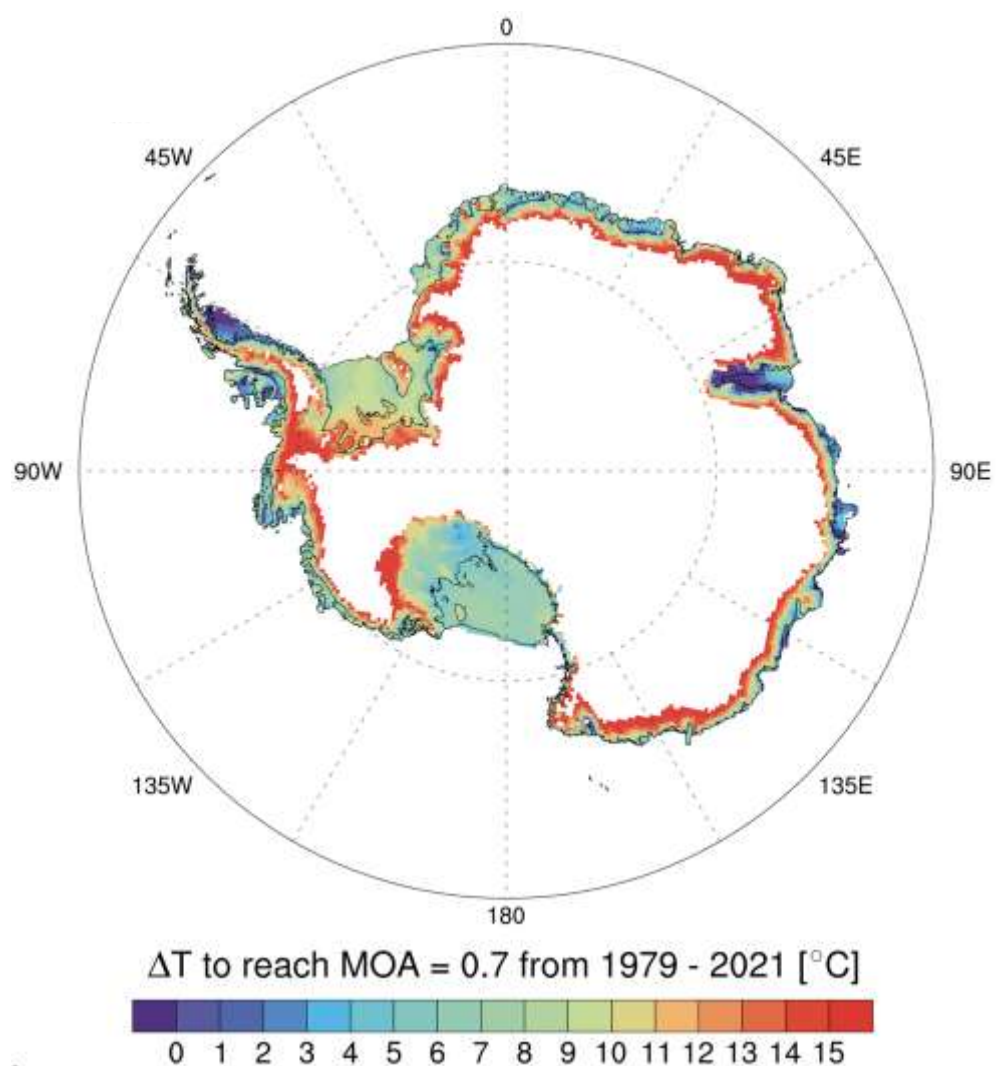 0
45W
45E
90W
90E
135W
135E
180
ΔT to reach MOA = 0.7 from 1979 - 2021 [°C]
0 1 2 3 4 5 6 7 8 9 10 11 12 13 14 15